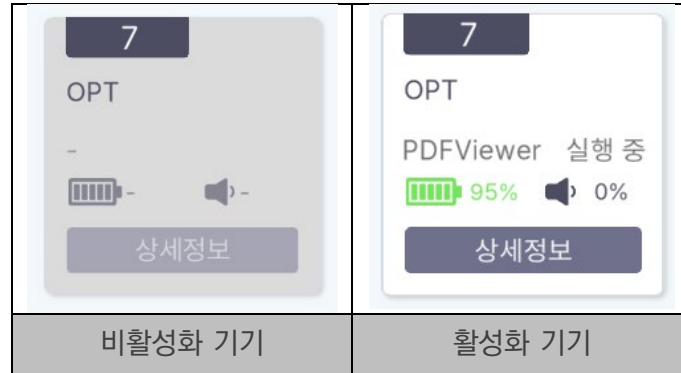 7
OPT
-
- -
상세정보
비활성화 기기
7
OPT
PDFViewer 실행 중
95% 0%
상세정보
활성화 기기